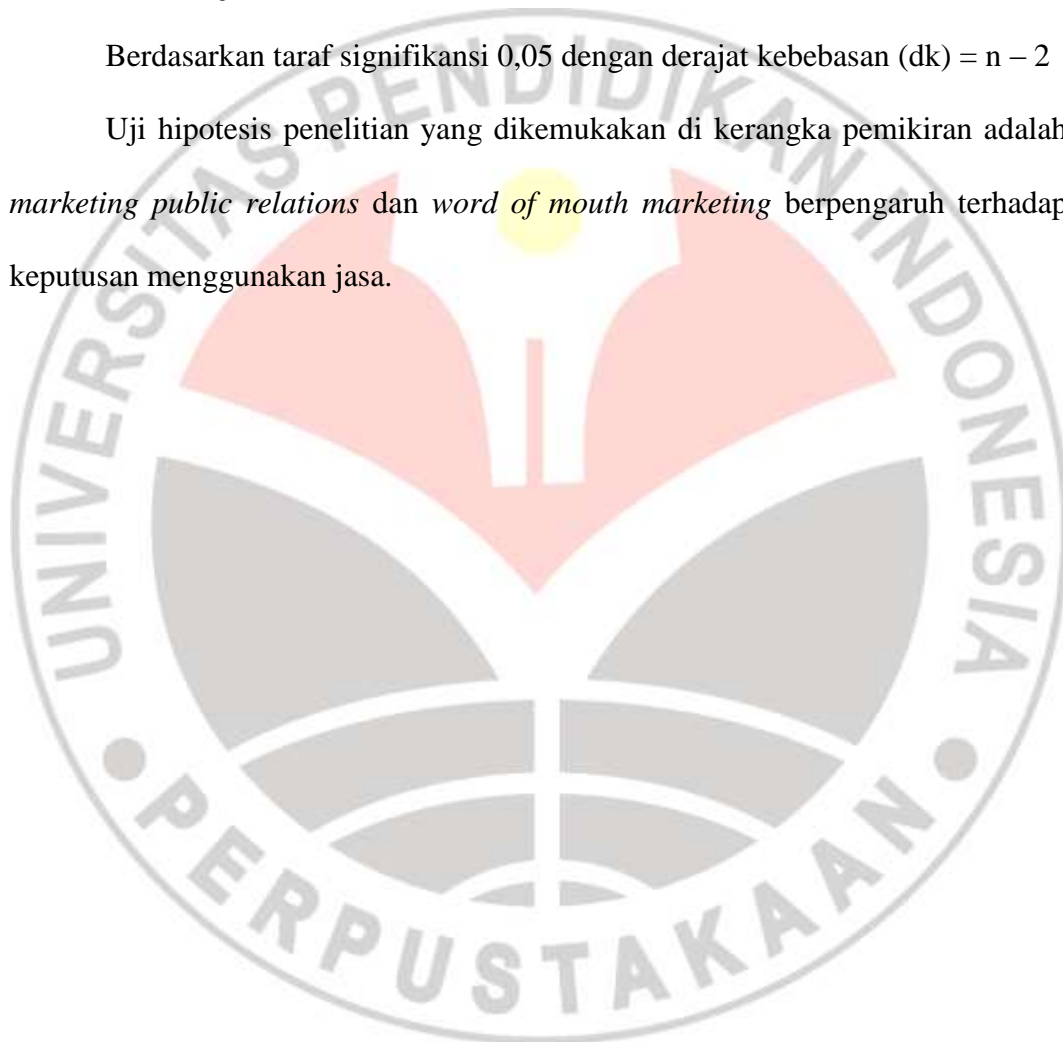 Berdasarkan taraf signifikansi 0,05 dengan derajat kebebasan (dk) = n – 2
Uji hipotesis penelitian yang dikemukakan di kerangka pemikiran adalah
marketing public relations dan word of mouth marketing berpengaruh terhadap
keputusan menggunakan jasa.
UNIVERSITAS PENDIDIKAN INDONESIA
PERPUSTAKAAN